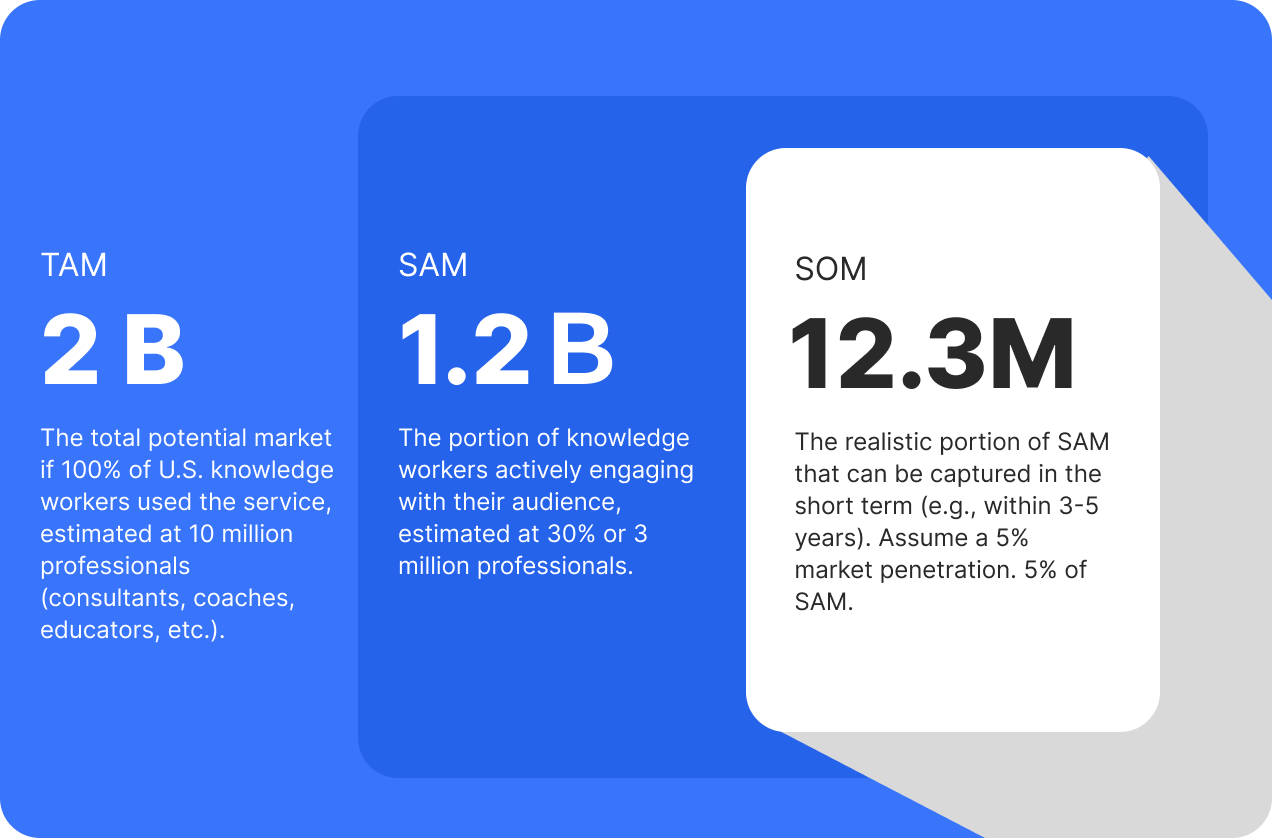 TAM
2 B
The total potential market
if 100% of U.S. knowledge
workers used the service,
estimated at 10 million
professionals
(consultants, coaches,
educators, etc.).
SAM
1.2 B
The portion of knowledge
workers actively engaging
with their audience,
estimated at 30% or 3
million professionals.
SOM
12.3M
The realistic portion of SAM
that can be captured in the
short term (e.g., within 3-5
years). Assume a 5%
market penetration. 5% of
SAM.